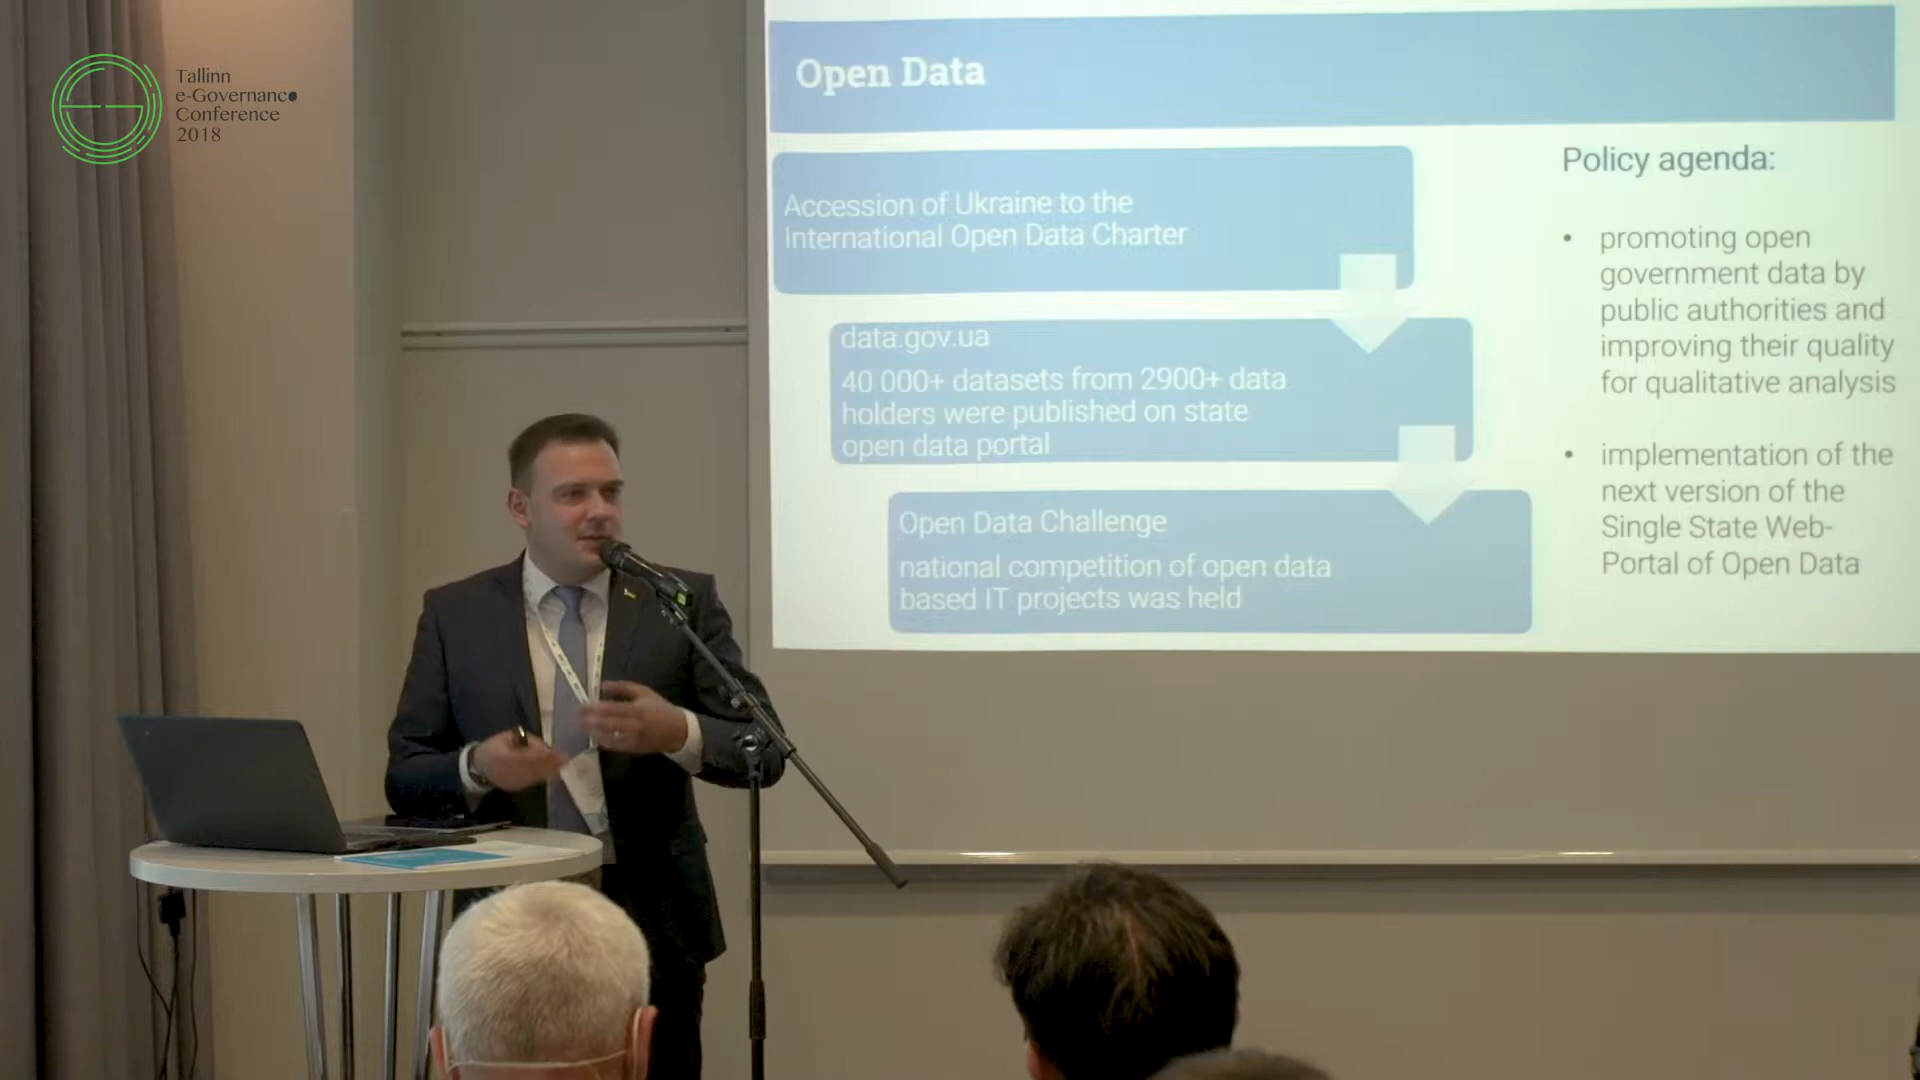 Tallinn
e-Governance
Conference
2018
Open Data
Accession of Ukraine to the
International Open Data Charter
data.gov.ua
40 000+ datasets from 2900+ data
holders were published on state
open data portal
Open Data Challenge
national competition of open data
based IT projects was held
Policy agenda:
• promoting open
government data by
public authorities and
improving their quality
for qualitative analysis
• implementation of the
next version of the
Single State Web-
Portal of Open Data